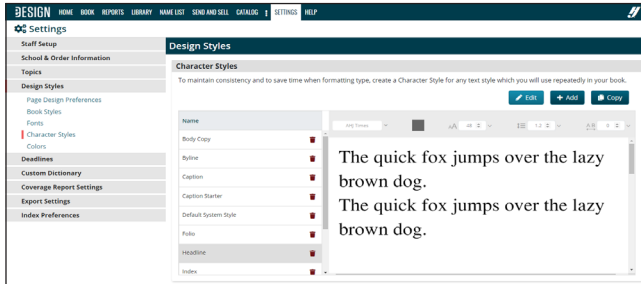 DESIGN HOME BOOK REPORTS LIBRARY NAME LIST SEND AND SELL CATALOG SETTINGS HELP
Settings
Staff Setup
School & Order Information
Topics
Design Styles
Page Design Preferences
Book Styles
Fonts
Character Styles
Colors
Deadlines
Custom Dictionary
Coverage Report Settings
Export Settings
Index Preferences
Design Styles
Character Styles
To maintain consistency and to save time when formatting type, create a Character Style for any text style which you will use repeatedly in your book.
Edit Add Copy
Name
Body Copy
Byline
Caption
Caption Starter
Default System Style
Folio
Headline
Index
AHJ Times AA 48 1.2 A-B 0
The quick fox jumps over the lazy
brown dog.
The quick fox jumps over the lazy
brown dog.